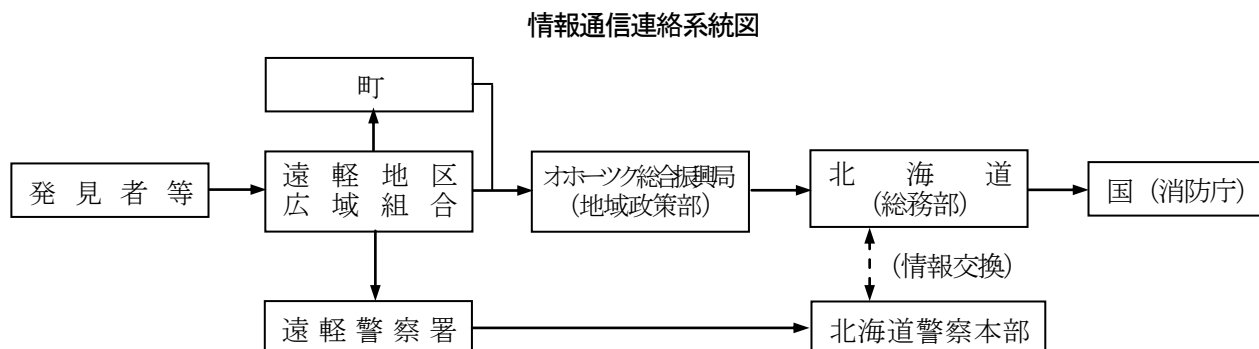 情報通信連絡系統図
町
発見者等
遠軽地区
広域組合
オホーツク総合振興局
(地域政策部)
北海道
(総務部)
国(消防庁)
(情報交換)
遠軽警察署
北海道警察本部